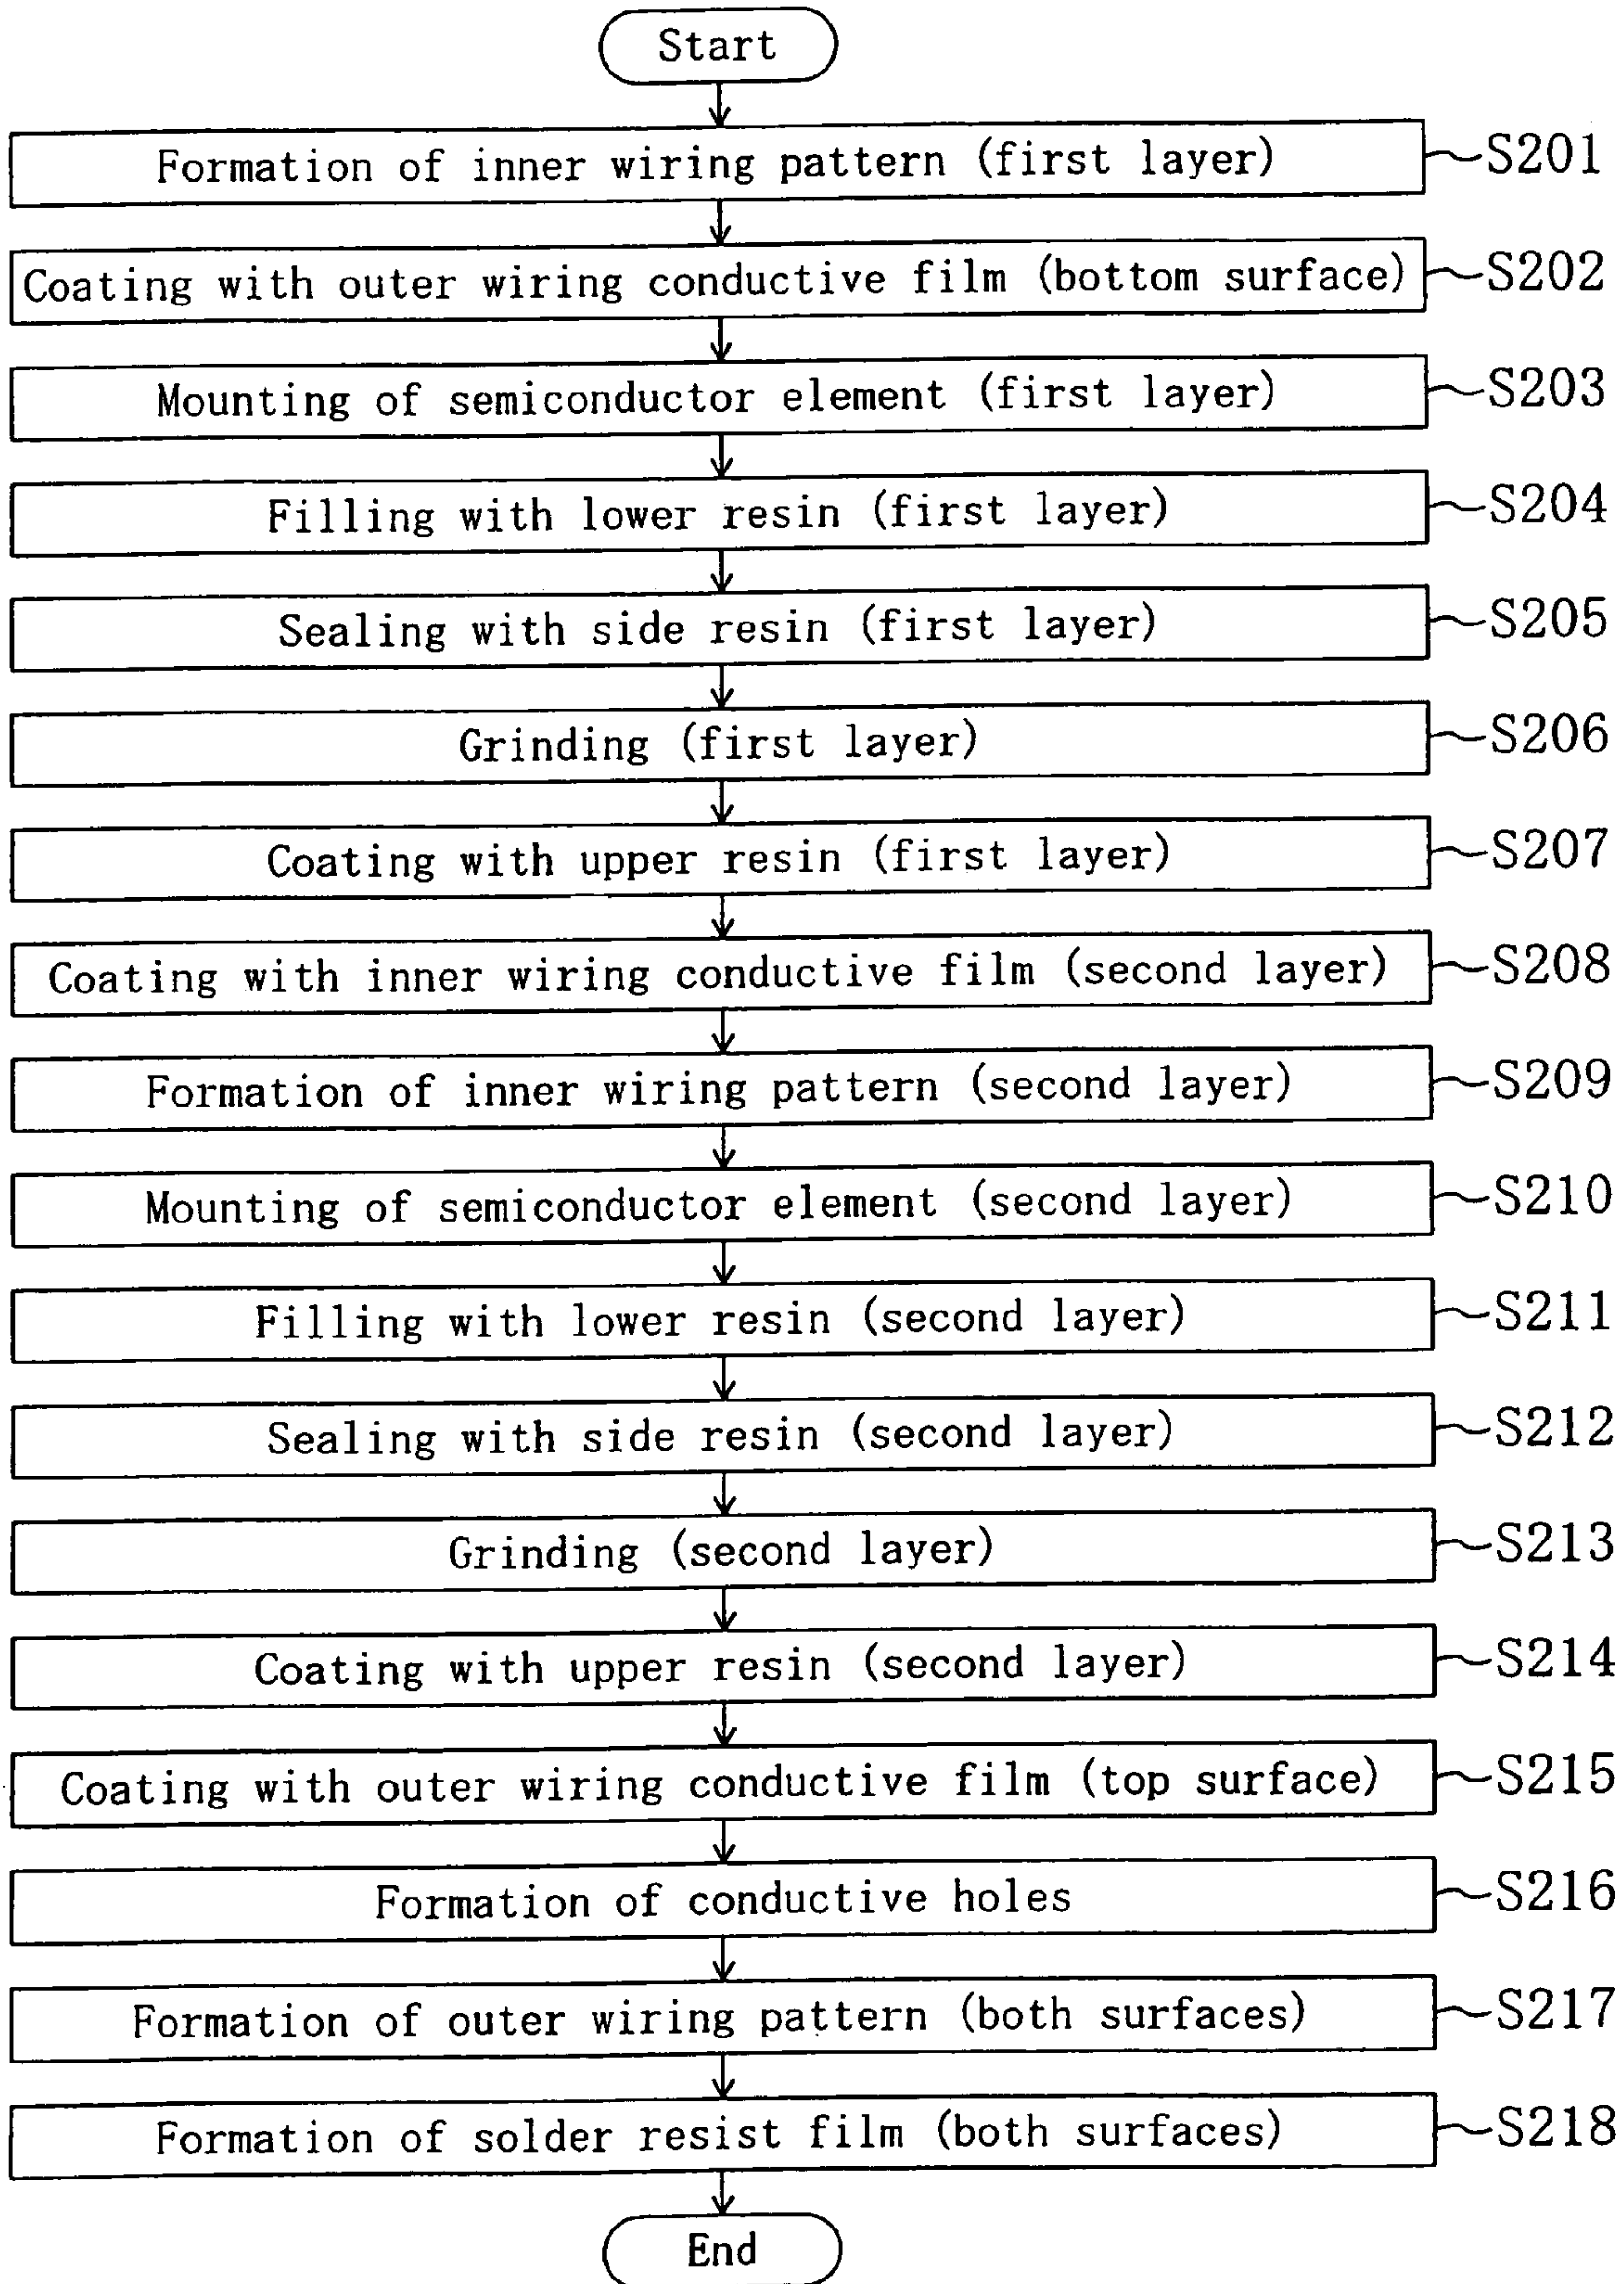 Start
Formation of inner wiring pattern (first layer) S201
Coating with outer wiring conductive film (bottom surface) S202
Mounting of semiconductor element (first layer) S203
Filling with lower resin (first layer) S204
Sealing with side resin (first layer) S205
Grinding (first layer) S206
Coating with upper resin (first layer) S207
Coating with inner wiring conductive film (second layer) S208
Formation of inner wiring pattern (second layer) S209
Mounting of semiconductor element (second layer) S210
Filling with lower resin (second layer) S211
Sealing with side resin (second layer) S212
Grinding (second layer) S213
Coating with upper resin (second layer) S214
Coating with outer wiring conductive film (top surface) S215
Formation of conductive holes S216
Formation of outer wiring pattern (both surfaces) S217
Formation of solder resist film (both surfaces) S218
End